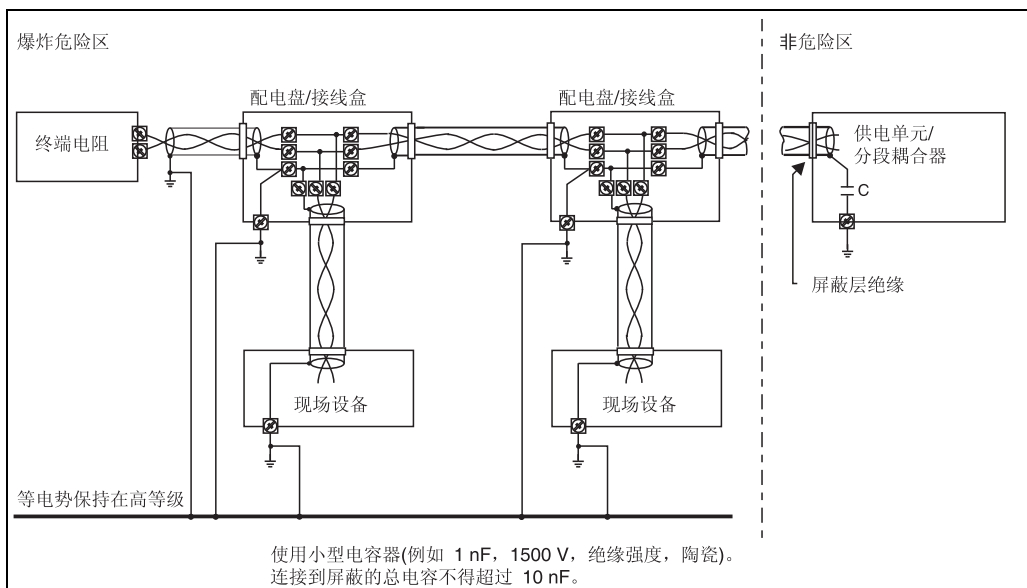 爆炸危险区
非危险区
配电盘/接线盒
配电盘/接线盒
终端电阻
供电单元/
分段耦合器
C
屏蔽层绝缘
现场设备
现场设备
等电势保持在高等级
使用小型电容器(例如 1 nF，1500 V，绝缘强度，陶瓷)。
连接到屏蔽的总电容不得超过 10 nF。